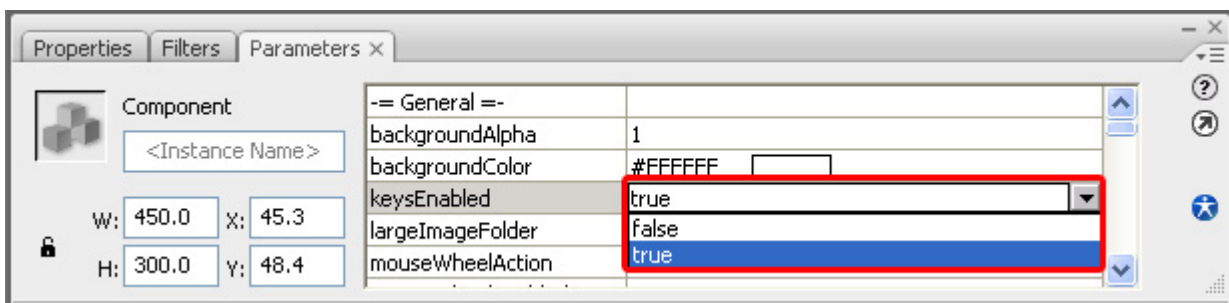 Properties Filters Parameters ×
Component
<Instance Name>
W: 450.0 X: 45.3
H: 300.0 Y: 48.4
-= General =-
backgroundAlpha 1
backgroundColor #FFFFFF
keysEnabled true
largeImageFolder false
mouseWheelAction true